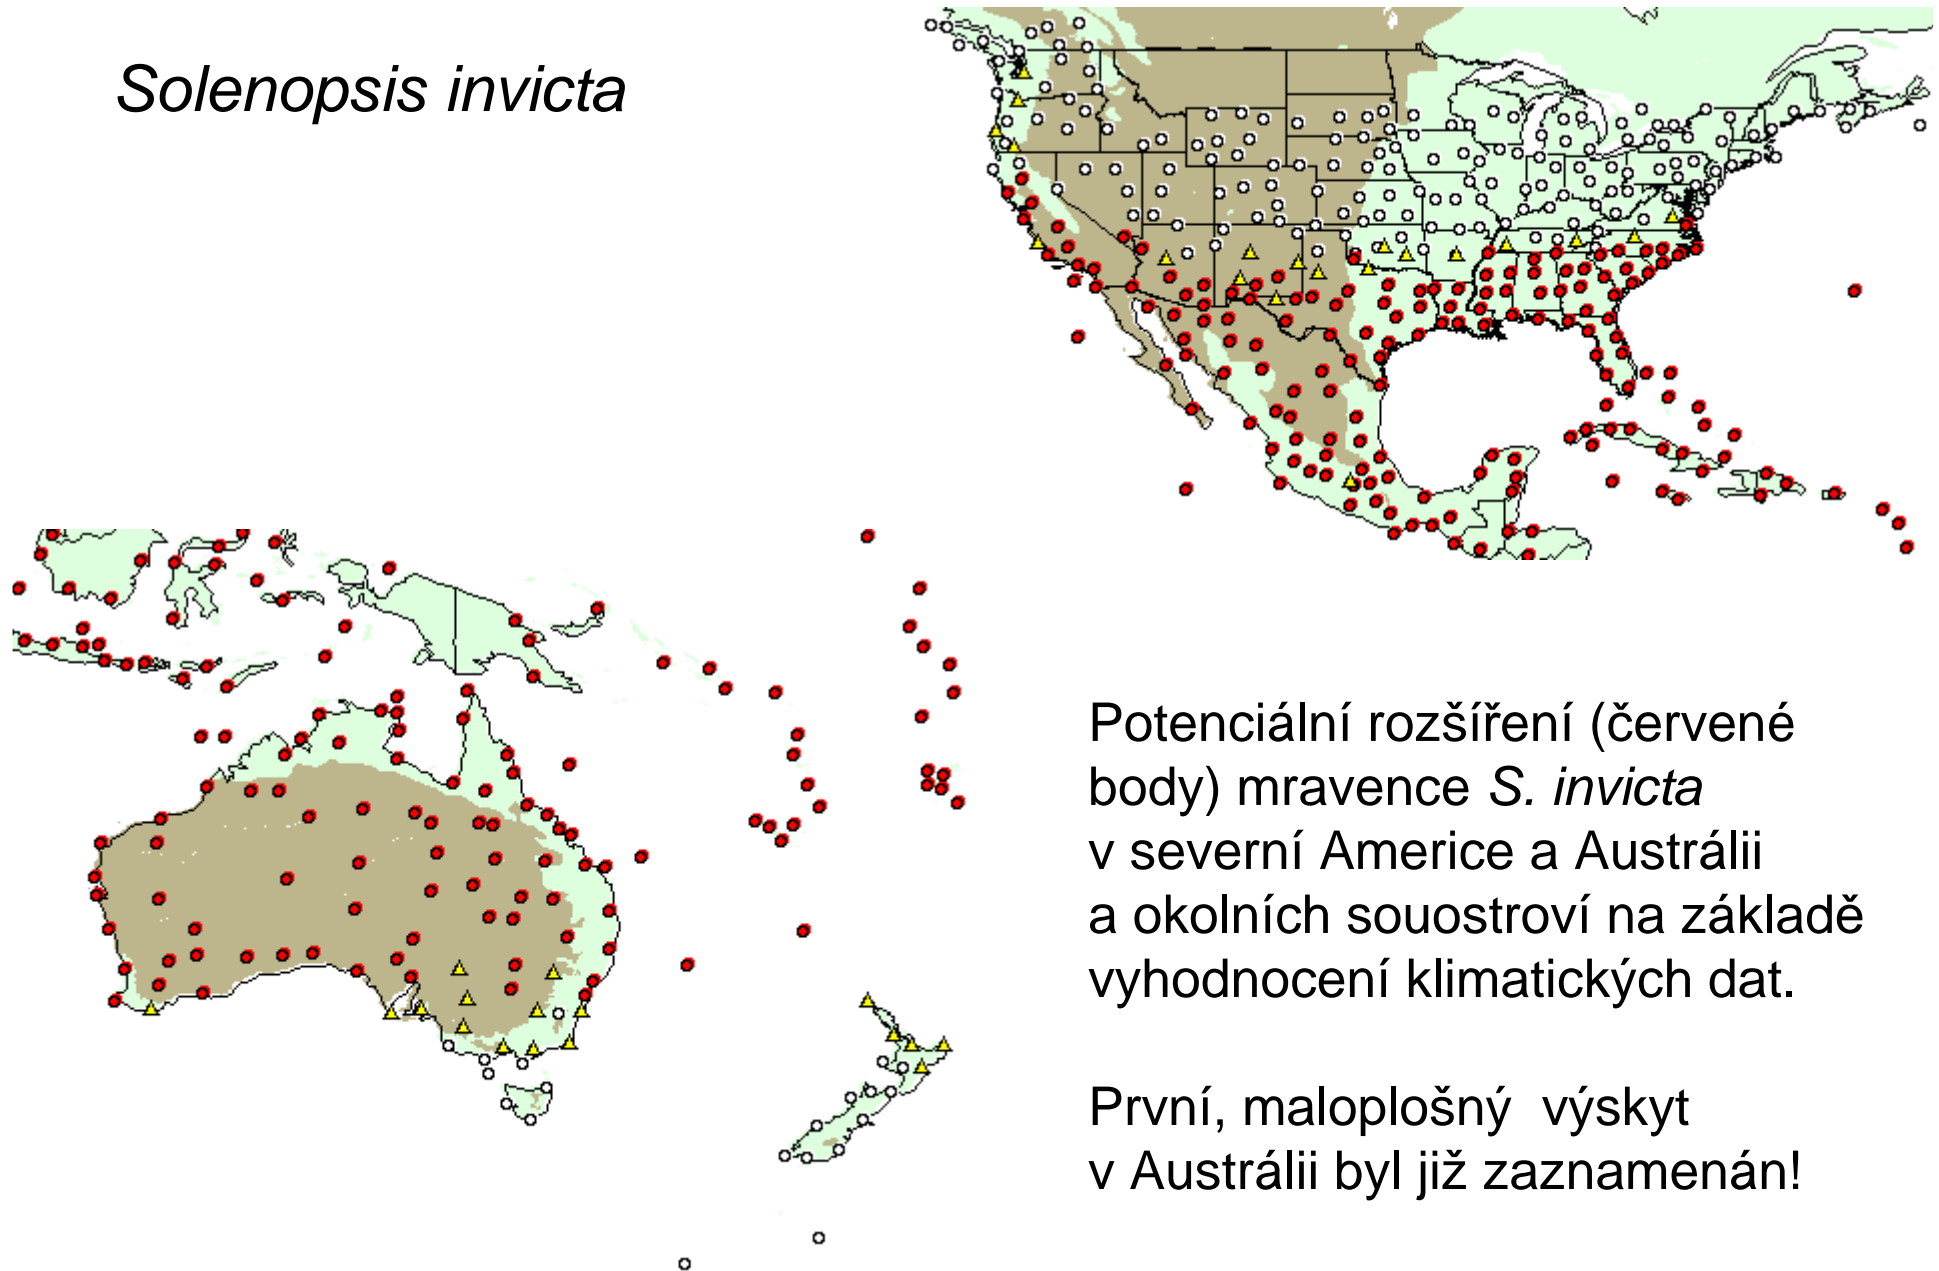 Solenopsis invicta
Potenciální rozšíření (červené
body) mravence S. invicta
v severní Americe a Austrálii
a okolních souostroví na základě
vyhodnocení klimatických dat.
První, maloplošný  výskyt
v Austrálii byl již zaznamenán!